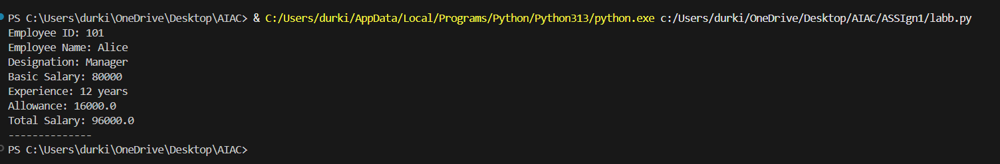 PS C:\Users\durki\OneDrive\Desktop\AIAC> & C:/Users/durki/AppData/Local/Programs/Python/Python313/python.exe c:/Users/durki/OneDrive/Desktop/AIAC/ASSIgn1/labb.py
Employee ID: 101
Employee Name: Alice
Designation: Manager
Basic Salary: 80000
Experience: 12 years
Allowance: 16000.0
Total Salary: 96000.0
--------------
PS C:\Users\durki\OneDrive\Desktop\AIAC>